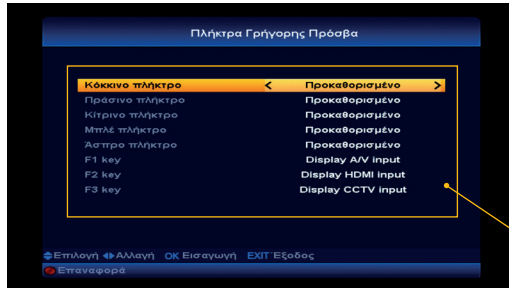 Πλήκτρα Γρήγορης Πρόσβα
Κόκκινο πλήκτρο < Προκαθορισμένο >
Πράσινο πλήκτρο Προκαθορισμένο
Κίτρινο πλήκτρο Προκαθορισμένο
Μπλέ πλήκτρο Προκαθορισμένο
Άσπρο πλήκτρο Προκαθορισμένο
F1 key Display A/V input
F2 key Display HDMI input
F3 key Display CCTV input
Επιλογή Αλλαγή OK Εισαγωγή EXIT Έξοδος
Επαναφορά